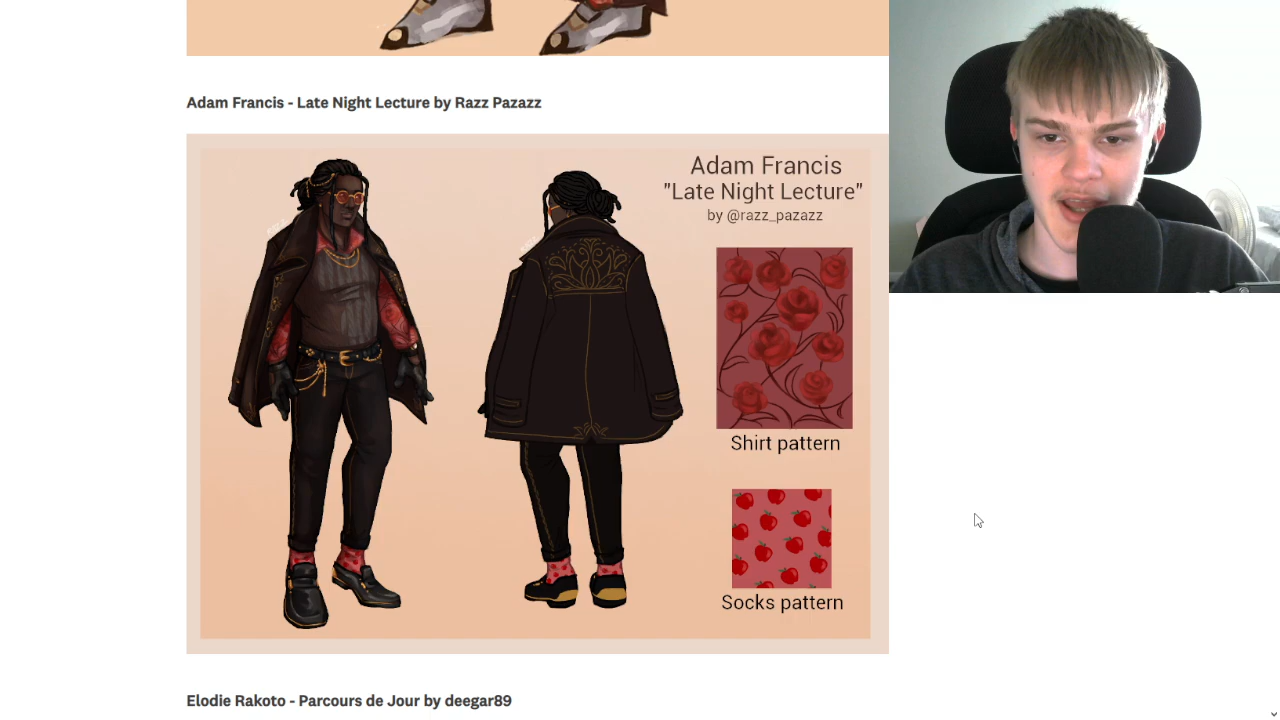 Adam Francis - Late Night Lecture by Razz Pazazz
Adam Francis
"Late Night Lecture"
by @razz_pazazz
Shirt pattern
Socks pattern
Elodie Rakoto - Parcours de Jour by deegar89